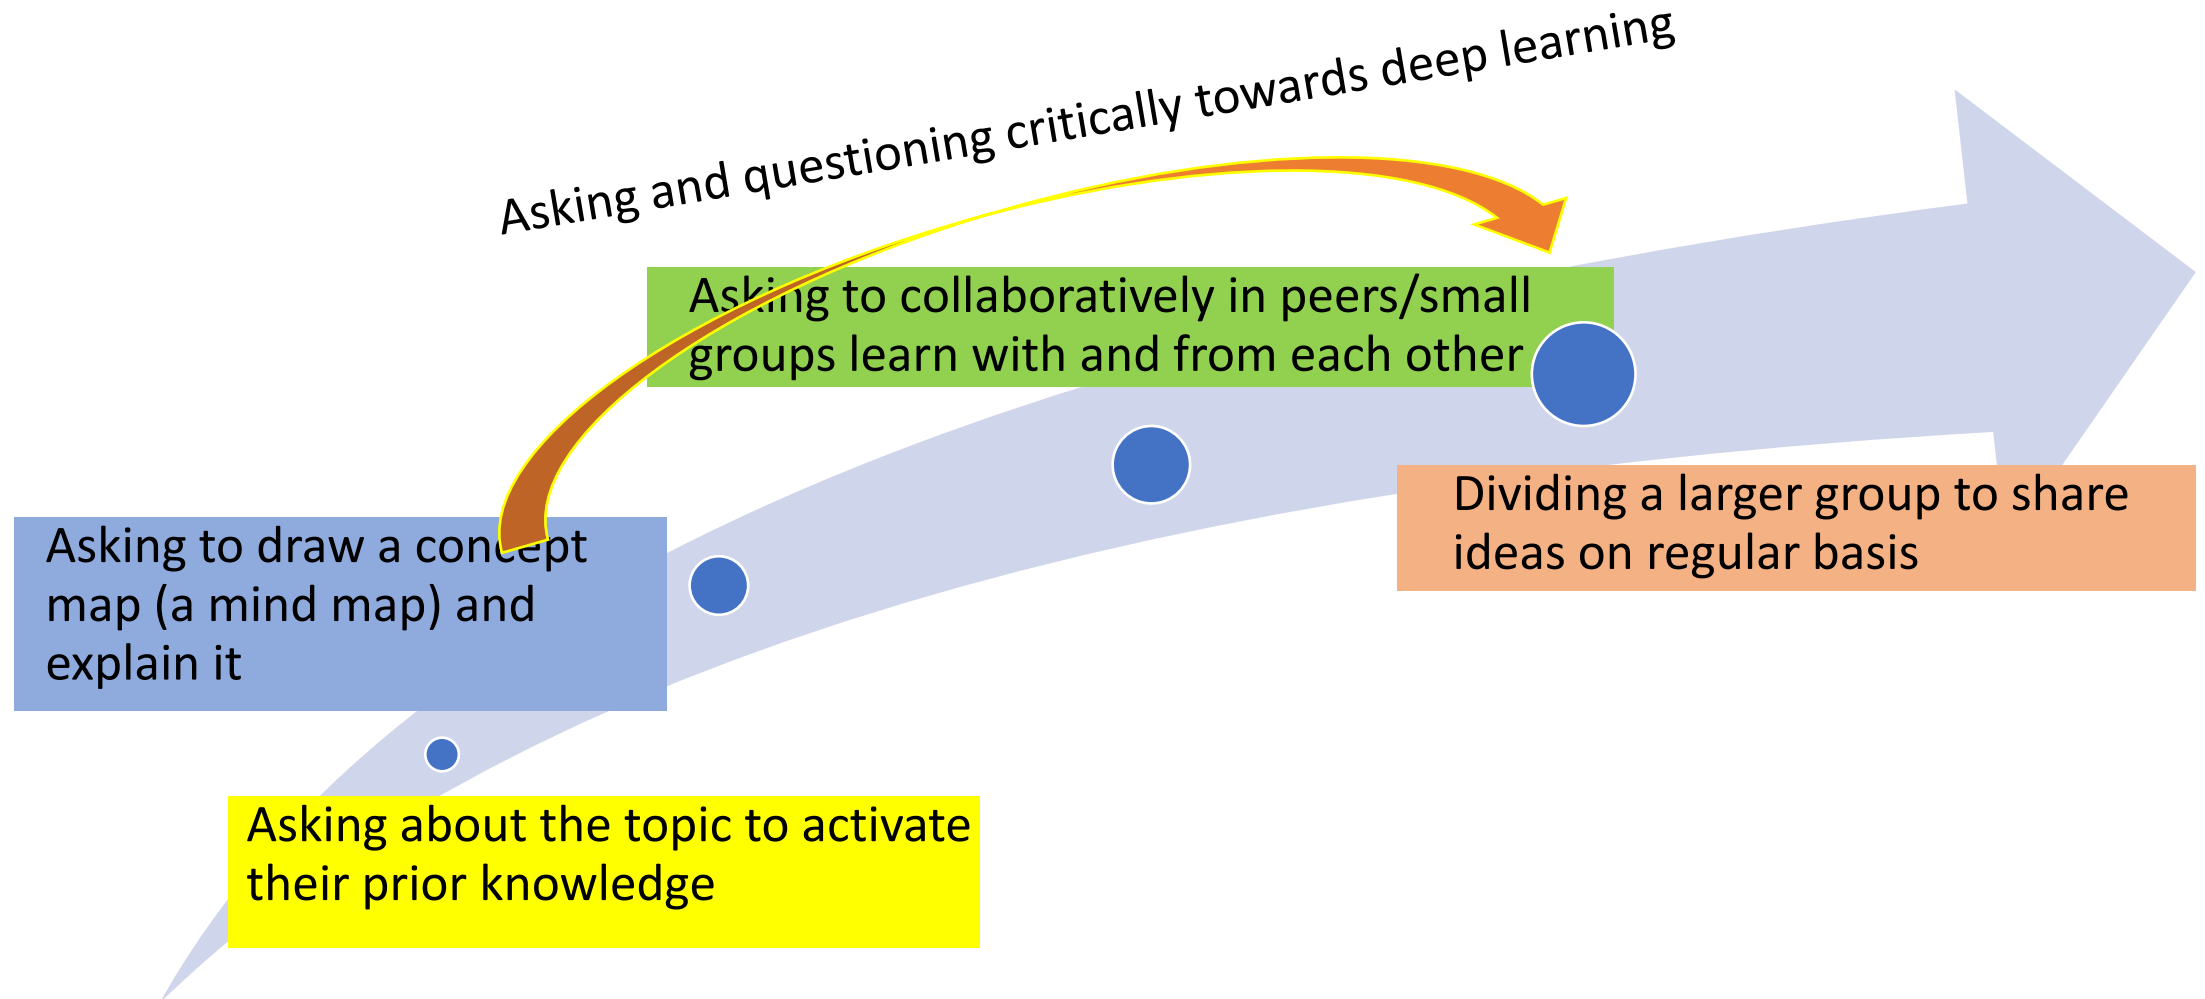 Asking and questioning critically towards deep learning
Asking to collaboratively in peers/small
groups learn with and from each other
Dividing a larger group to share
ideas on regular basis
Asking to draw a concept
map (a mind map) and
explain it
Asking about the topic to activate
their prior knowledge